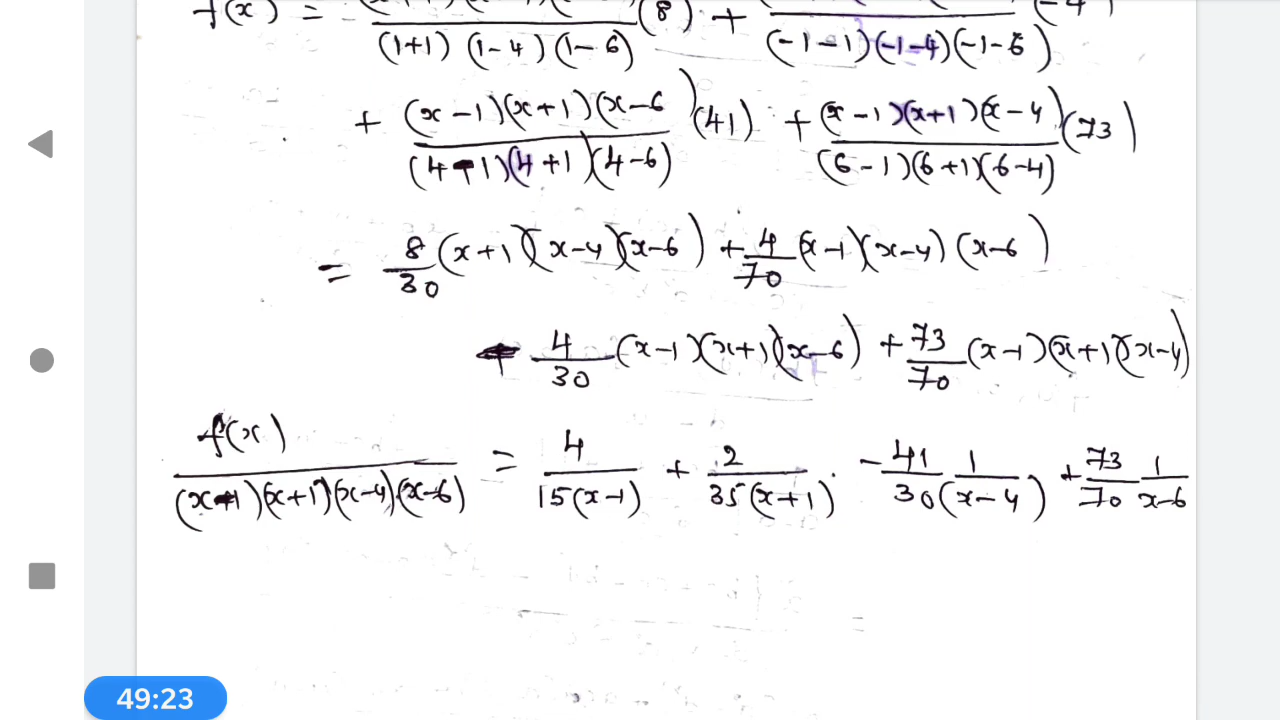 f(x) = (8) + (-4)
(1+1) (1-4) (1-6) (-1-1)(-1-4)(-1-6)
+ (x-1)(x+1)(x-6)/(4-1)(4+1)(4-6) (41) + (x-1)(x+1)(x-4)/(6-1)(6+1)(6-4) (73)
= 8/30 (x+1)(x-4)(x-6) + 4/70 (x-1)(x-4)(x-6)
- 4/30 (x-1)(x+1)(x-6) + 73/70 (x-1)(x+1)(x-4)
f(x)/(x-1)(x+1)(x-4)(x-6) = 4/15(x-1) + 2/35(x+1) - 41/30 1/(x-4) + 73/70 1/x-6
49:23